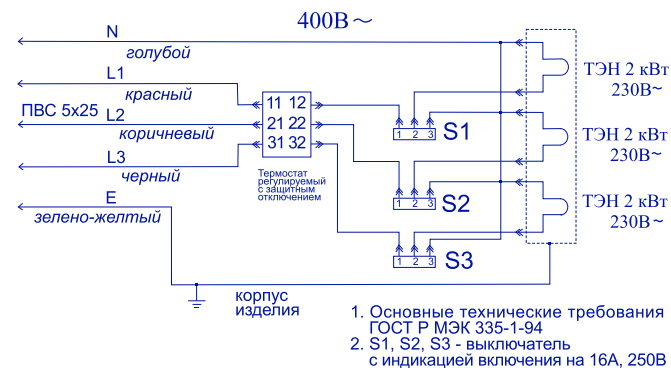 400В~
N
голубой
L1
красный
ПВС 5х25 L2
коричневый
L3
черный
E
зелено-желтый
11 12
21 22
31 32
Термостат
регулируемый
с защитным
отключением
1 2 3 S1
1 2 3 S2
1 2 3 S3
ТЭН 2 кВт
230В~
ТЭН 2 кВт
230В~
ТЭН 2 кВт
230В~
корпус
изделия
1. Основные технические требования
ГОСТ Р МЭК 335-1-94
2. S1, S2, S3 - выключатель
с индикацией включения на 16А, 250В